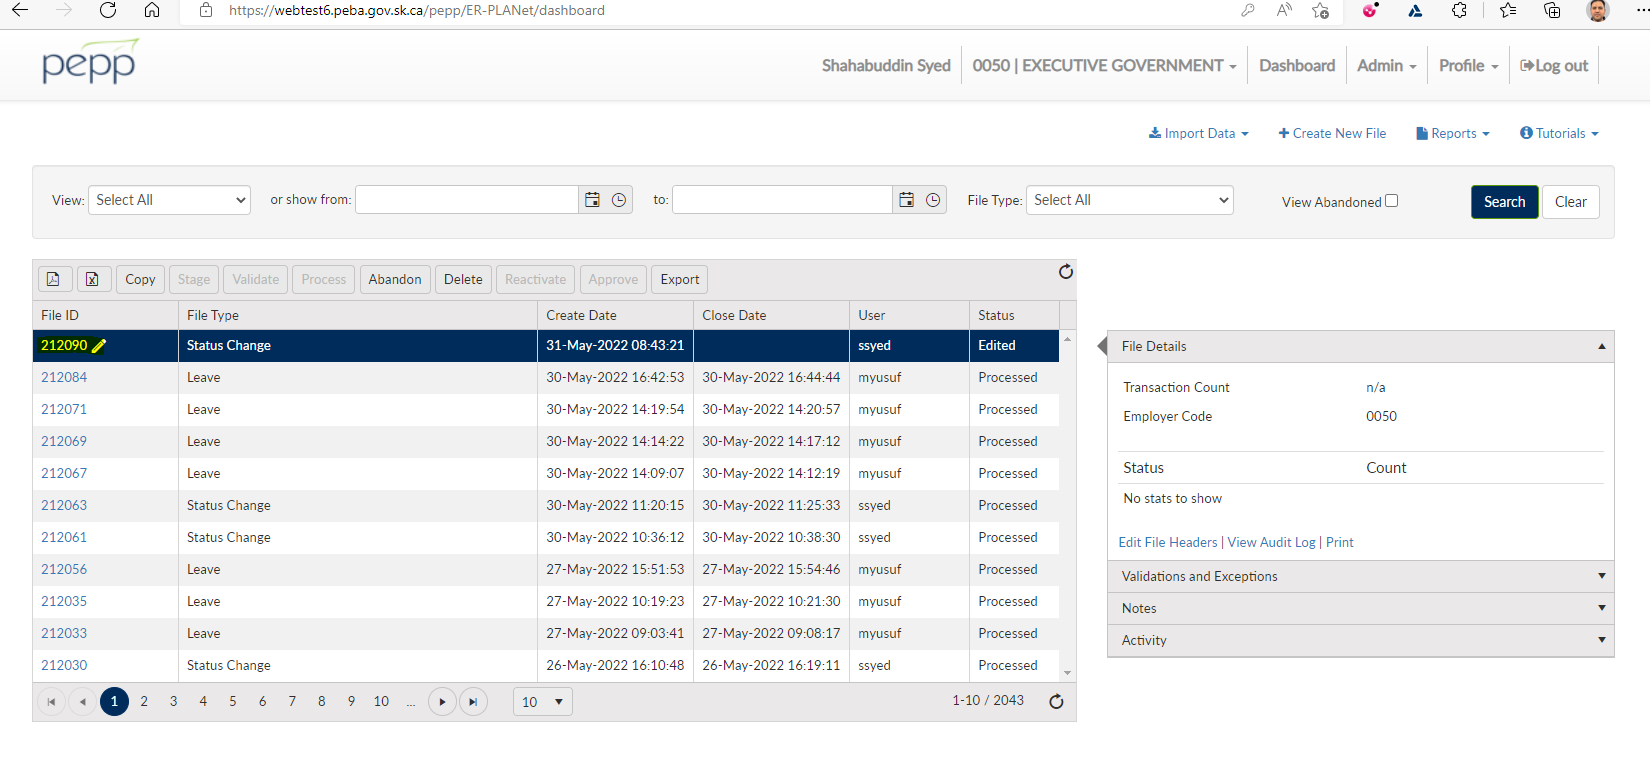 https://webtest6.peba.gov.sk.ca/pepp/ER-PLANet/dashboard
pepp
Shahabuddin Syed 0050 | EXECUTIVE GOVERNMENT Dashboard Admin Profile Log out
Import Data Create New File Reports Tutorials
View: Select All or show from: to: File Type: Select All View Abandoned Search Clear
Copy Stage Validate Process Abandon Delete Reactivate Approve Export
File ID File Type Create Date Close Date User Status
212090 Status Change 31-May-2022 08:43:21 ssyed Edited
212084 Leave 30-May-2022 16:42:53 30-May-2022 16:44:44 myusuf Processed
212071 Leave 30-May-2022 14:19:54 30-May-2022 14:20:57 myusuf Processed
212069 Leave 30-May-2022 14:14:22 30-May-2022 14:17:12 myusuf Processed
212067 Leave 30-May-2022 14:09:07 30-May-2022 14:12:19 myusuf Processed
212063 Status Change 30-May-2022 11:20:15 30-May-2022 11:25:33 ssyed Processed
212061 Status Change 30-May-2022 10:36:12 30-May-2022 10:38:30 ssyed Processed
212056 Leave 27-May-2022 15:51:53 27-May-2022 15:54:46 myusuf Processed
212035 Leave 27-May-2022 10:19:23 27-May-2022 10:21:30 myusuf Processed
212033 Leave 27-May-2022 09:03:41 27-May-2022 09:08:17 myusuf Processed
212030 Status Change 26-May-2022 16:10:48 26-May-2022 16:19:11 ssyed Processed
1 2 3 4 5 6 7 8 9 10 ... 10 1-10 / 2043
File Details
Transaction Count n/a
Employer Code 0050
Status Count
No stats to show
Edit File Headers | View Audit Log | Print
Validations and Exceptions
Notes
Activity